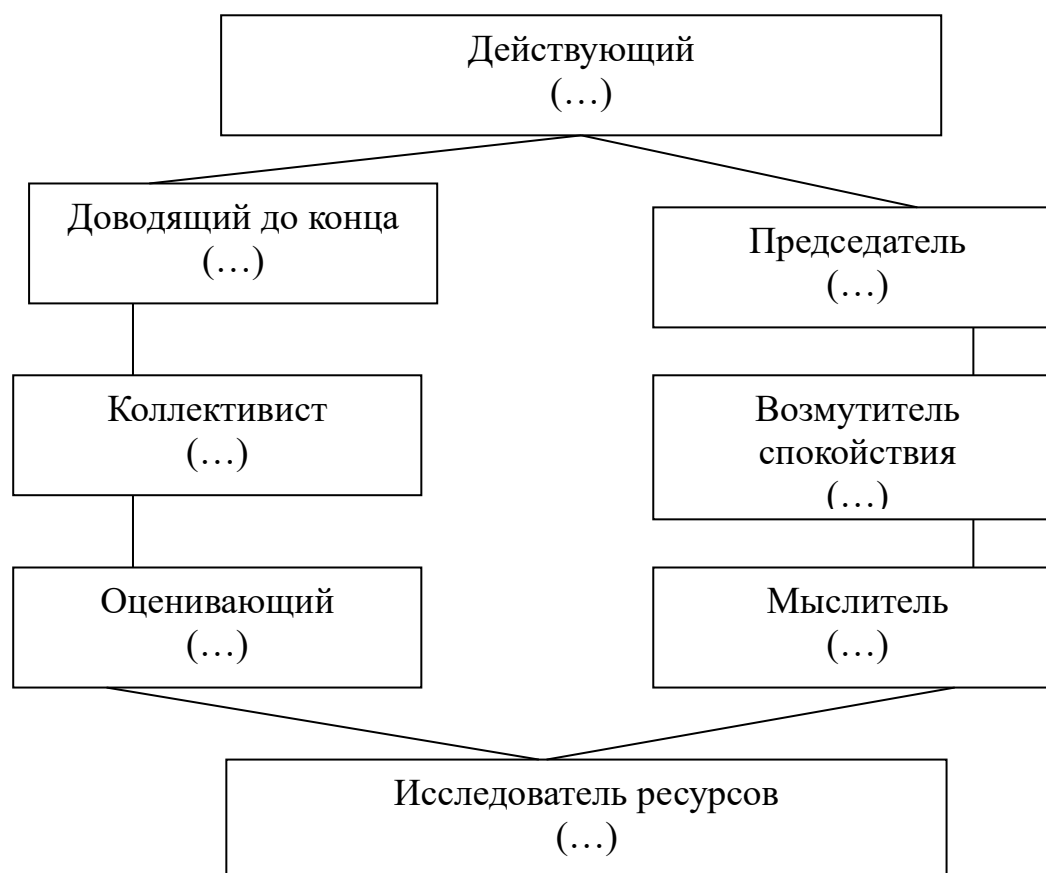 Действующий
(…)
Доводящий до конца
(…)
Председатель
(…)
Коллективист
(…)
Возмутитель
спокойствия
(…)
Оценивающий
(…)
Мыслитель
(…)
Исследователь ресурсов
(…)